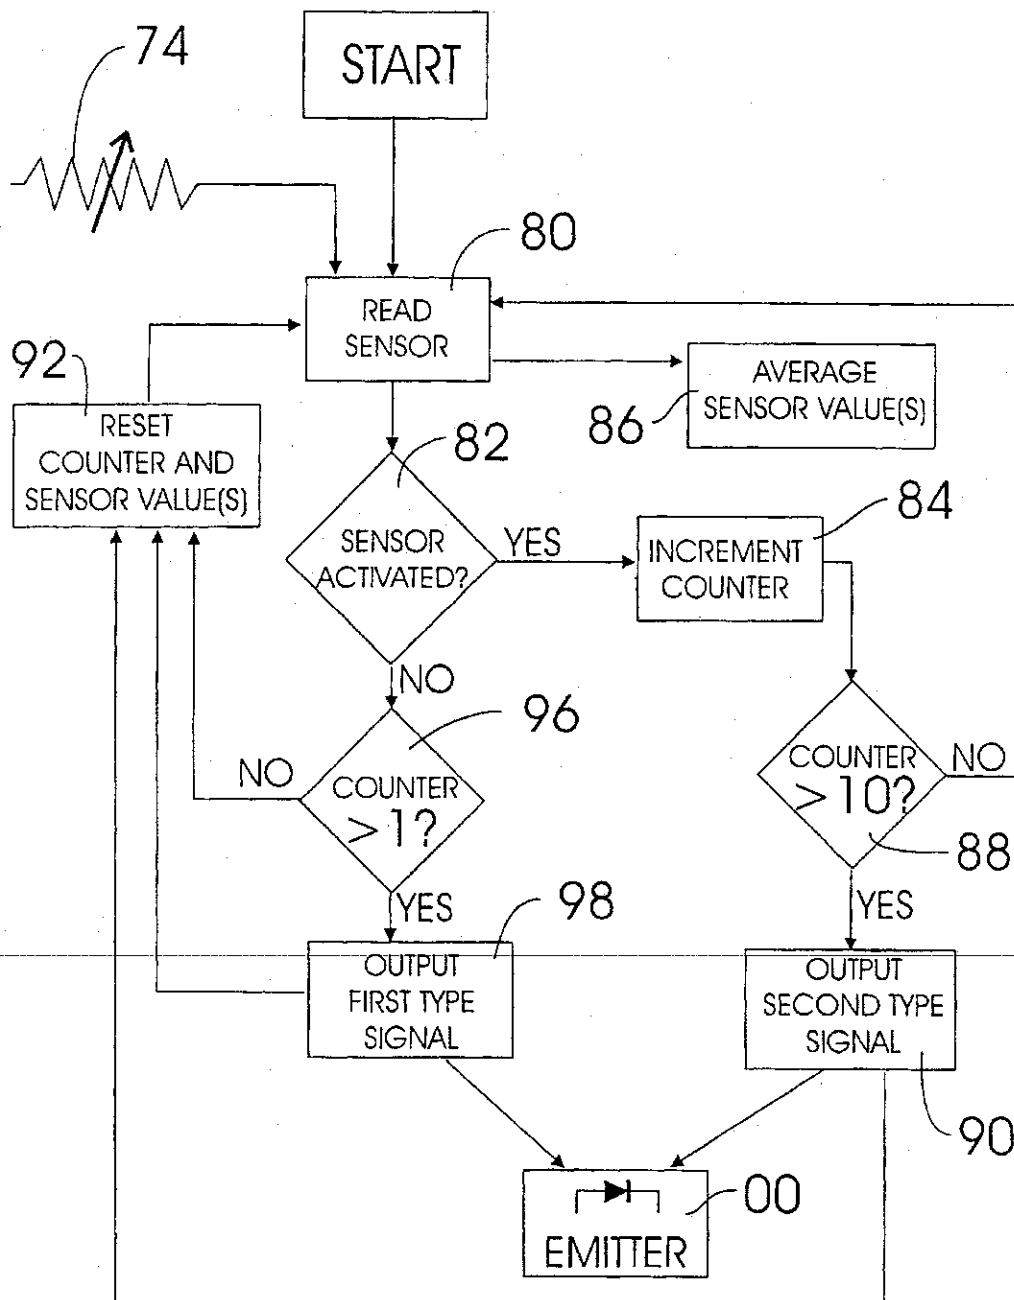 74
START
80
READ
SENSOR
92
AVERAGE
SENSOR VALUE(S)
86
RESET
COUNTER AND
SENSOR VALUE(S)
82
84
SENSOR
ACTIVATED?
YES
INCREMENT
COUNTER
NO
96
COUNTER
> 1?
NO
COUNTER
> 10?
NO
88
YES
98
YES
OUTPUT
FIRST TYPE
SIGNAL
OUTPUT
SECOND TYPE
SIGNAL
90
00
EMITTER